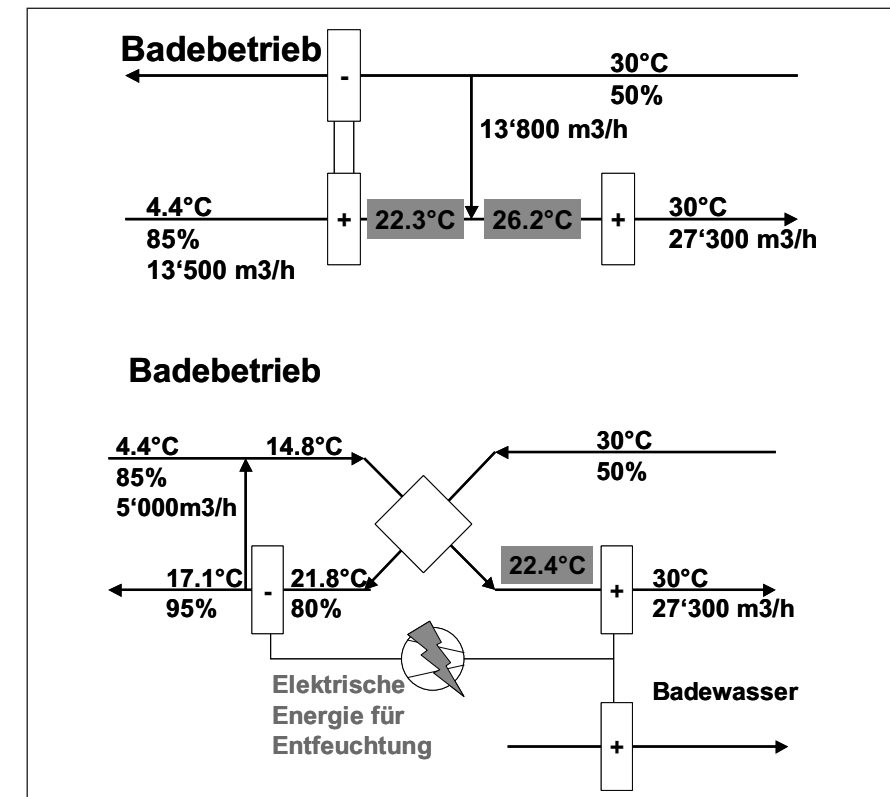 Badebetrieb
30°C
-
50%
13‘800 m3/h
4.4°C
+
22.3°C
26.2°C
+
30°C
85%
27‘300 m3/h
13‘500 m3/h
Badebetrieb
4.4°C
14.8°C
30°C
85%
50%
5‘000m3/h
22.4°C
17.1°C
-
21.8°C
+
30°C
95%
80%
27‘300 m3/h
Elektrische
Energie für
Entfeuchtung
Badewasser
+